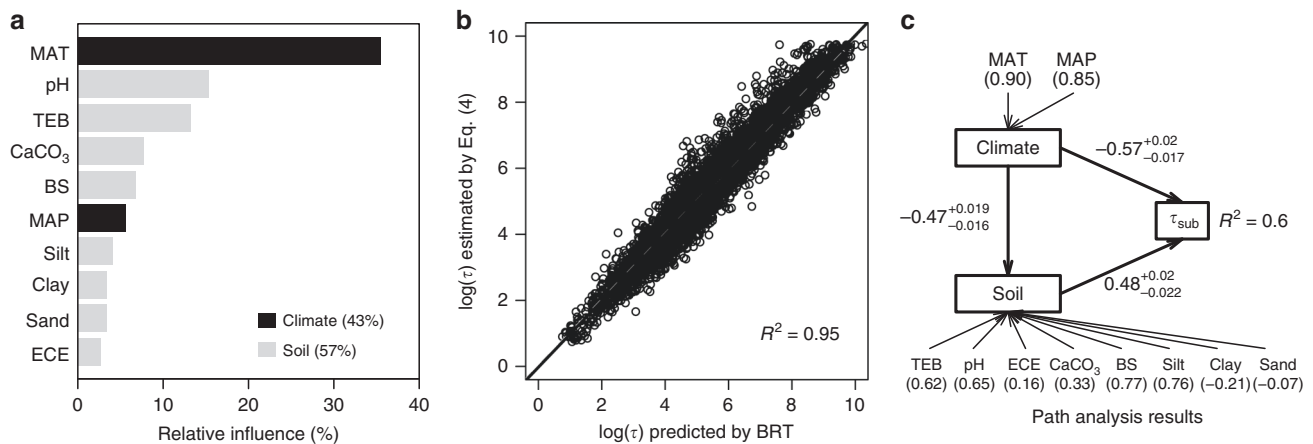 a
MAT
pH
TEB
CaCO₃
BS
MAP
Silt
Clay
Sand
ECE
Climate (43%)
Soil (57%)
0 10 20 30 40
Relative influence (%)
b
log(τ) estimated by Eq. (4)
10
8
6
4
2
0
R² = 0.95
0 2 4 6 8 10
log(τ) predicted by BRT
c
MAT MAP
(0.90) (0.85)
Climate
−0.57 +0.02 −0.017
−0.47 +0.019 −0.016
τsub R² = 0.6
Soil
0.48 +0.02 −0.022
TEB pH ECE CaCO₃ BS Silt Clay Sand
(0.62) (0.65) (0.16) (0.33) (0.77) (0.76) (−0.21) (−0.07)
Path analysis results